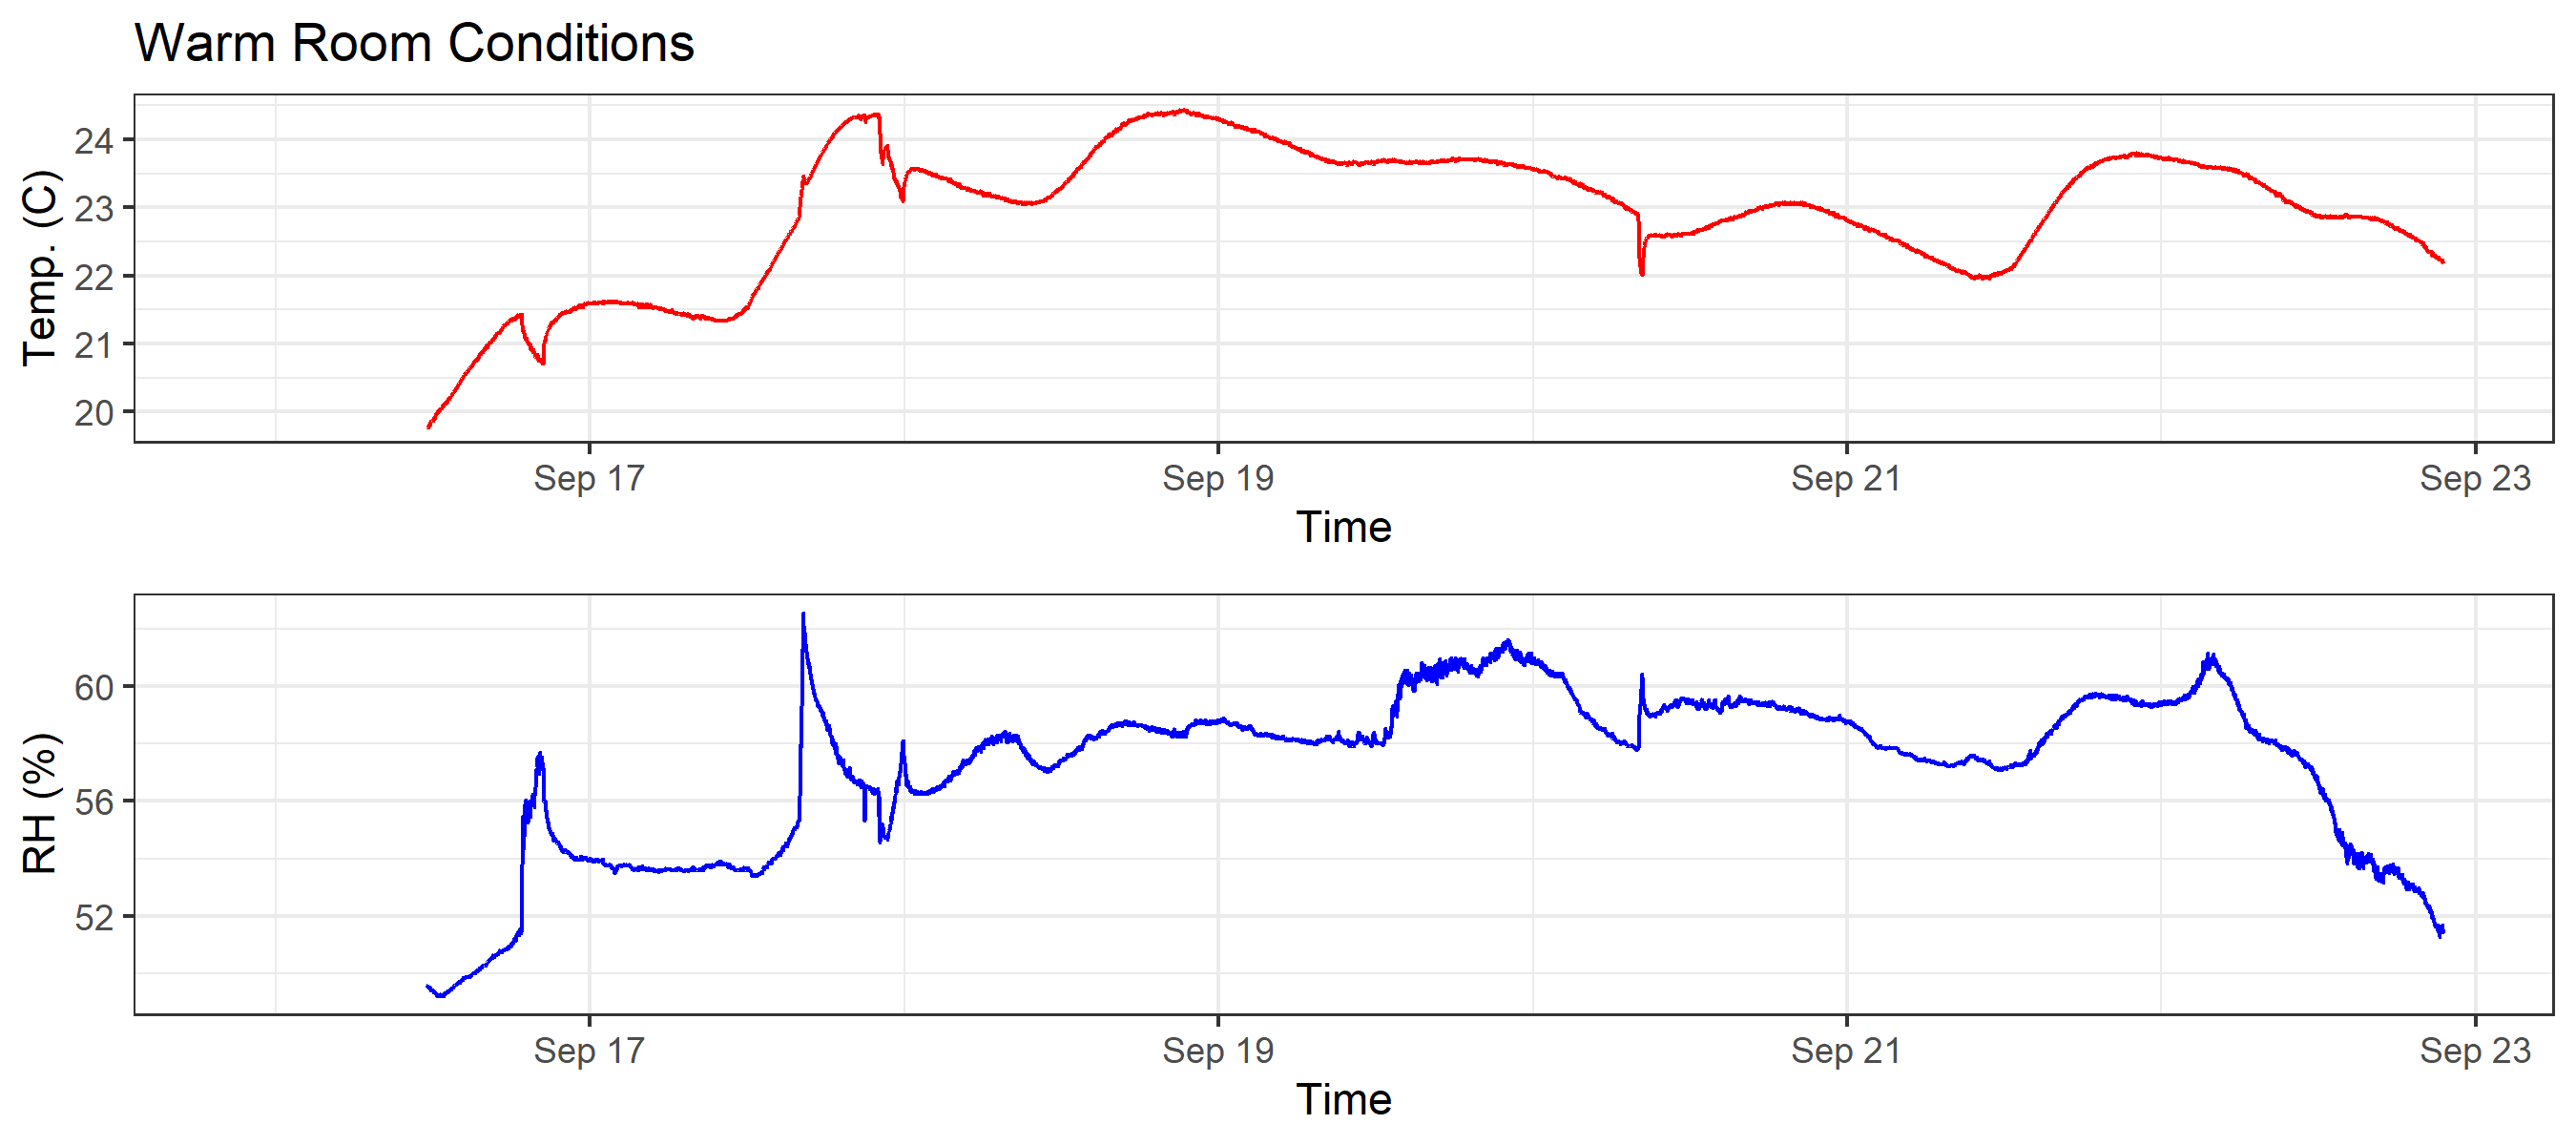 Warm Room Conditions
Temp. (C)
24
23
22
21
20
Sep 17 Sep 19 Sep 21 Sep 23
Time
RH (%)
60
56
52
Sep 17 Sep 19 Sep 21 Sep 23
Time